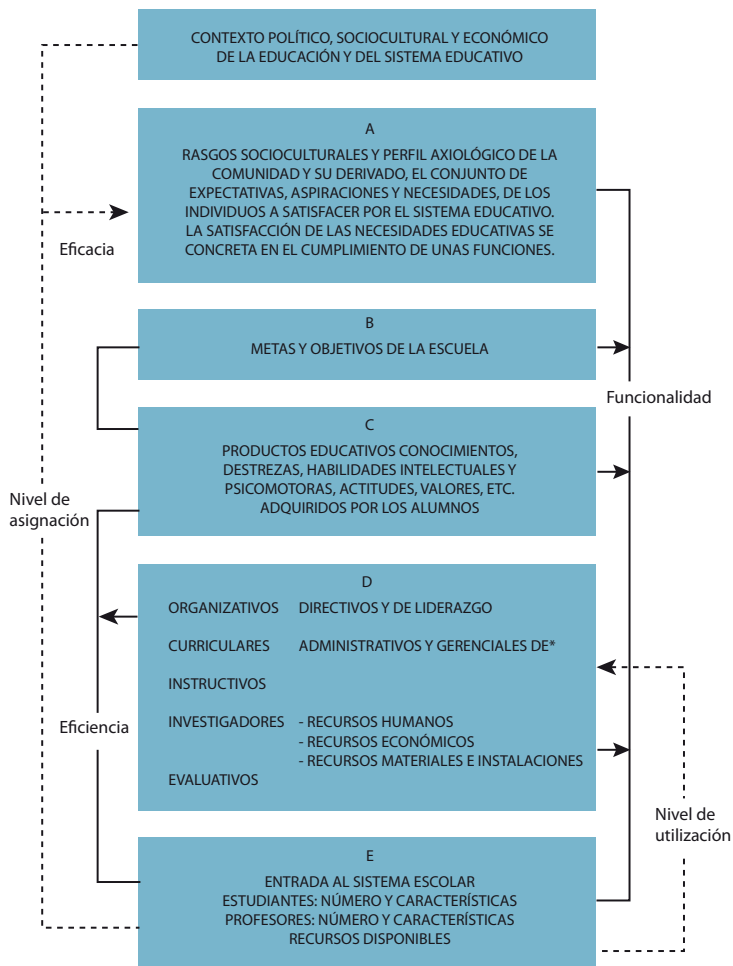 CONTEXTO POLÍTICO, SOCIOCULTURAL Y ECONÓMICO
DE LA EDUCACIÓN Y DEL SISTEMA EDUCATIVO
A
RASGOS SOCIOCULTURALES Y PERFIL AXIOLÓGICO DE LA
COMUNIDAD Y SU DERIVADO, EL CONJUNTO DE
EXPECTATIVAS, ASPIRACIONES Y NECESIDADES, DE LOS
INDIVIDUOS A SATISFACER POR EL SISTEMA EDUCATIVO.
LA SATISFACCIÓN DE LAS NECESIDADES EDUCATIVAS SE
CONCRETA EN EL CUMPLIMIENTO DE UNAS FUNCIONES.
Eficacia
B
METAS Y OBJETIVOS DE LA ESCUELA
Funcionalidad
C
PRODUCTOS EDUCATIVOS CONOCIMIENTOS,
DESTREZAS, HABILIDADES INTELECTUALES Y
PSICOMOTORAS, ACTITUDES, VALORES, ETC.
ADQUIRIDOS POR LOS ALUMNOS
Nivel de
asignación
D
ORGANIZATIVOS DIRECTIVOS Y DE LIDERAZGO
CURRICULARES ADMINISTRATIVOS Y GERENCIALES DE*
INSTRUCTIVOS
INVESTIGADORES - RECURSOS HUMANOS
- RECURSOS ECONÓMICOS
- RECURSOS MATERIALES E INSTALACIONES
EVALUATIVOS
Eficiencia
Nivel de
utilización
E
ENTRADA AL SISTEMA ESCOLAR
ESTUDIANTES: NÚMERO Y CARACTERÍSTICAS
PROFESORES: NÚMERO Y CARACTERÍSTICAS
RECURSOS DISPONIBLES